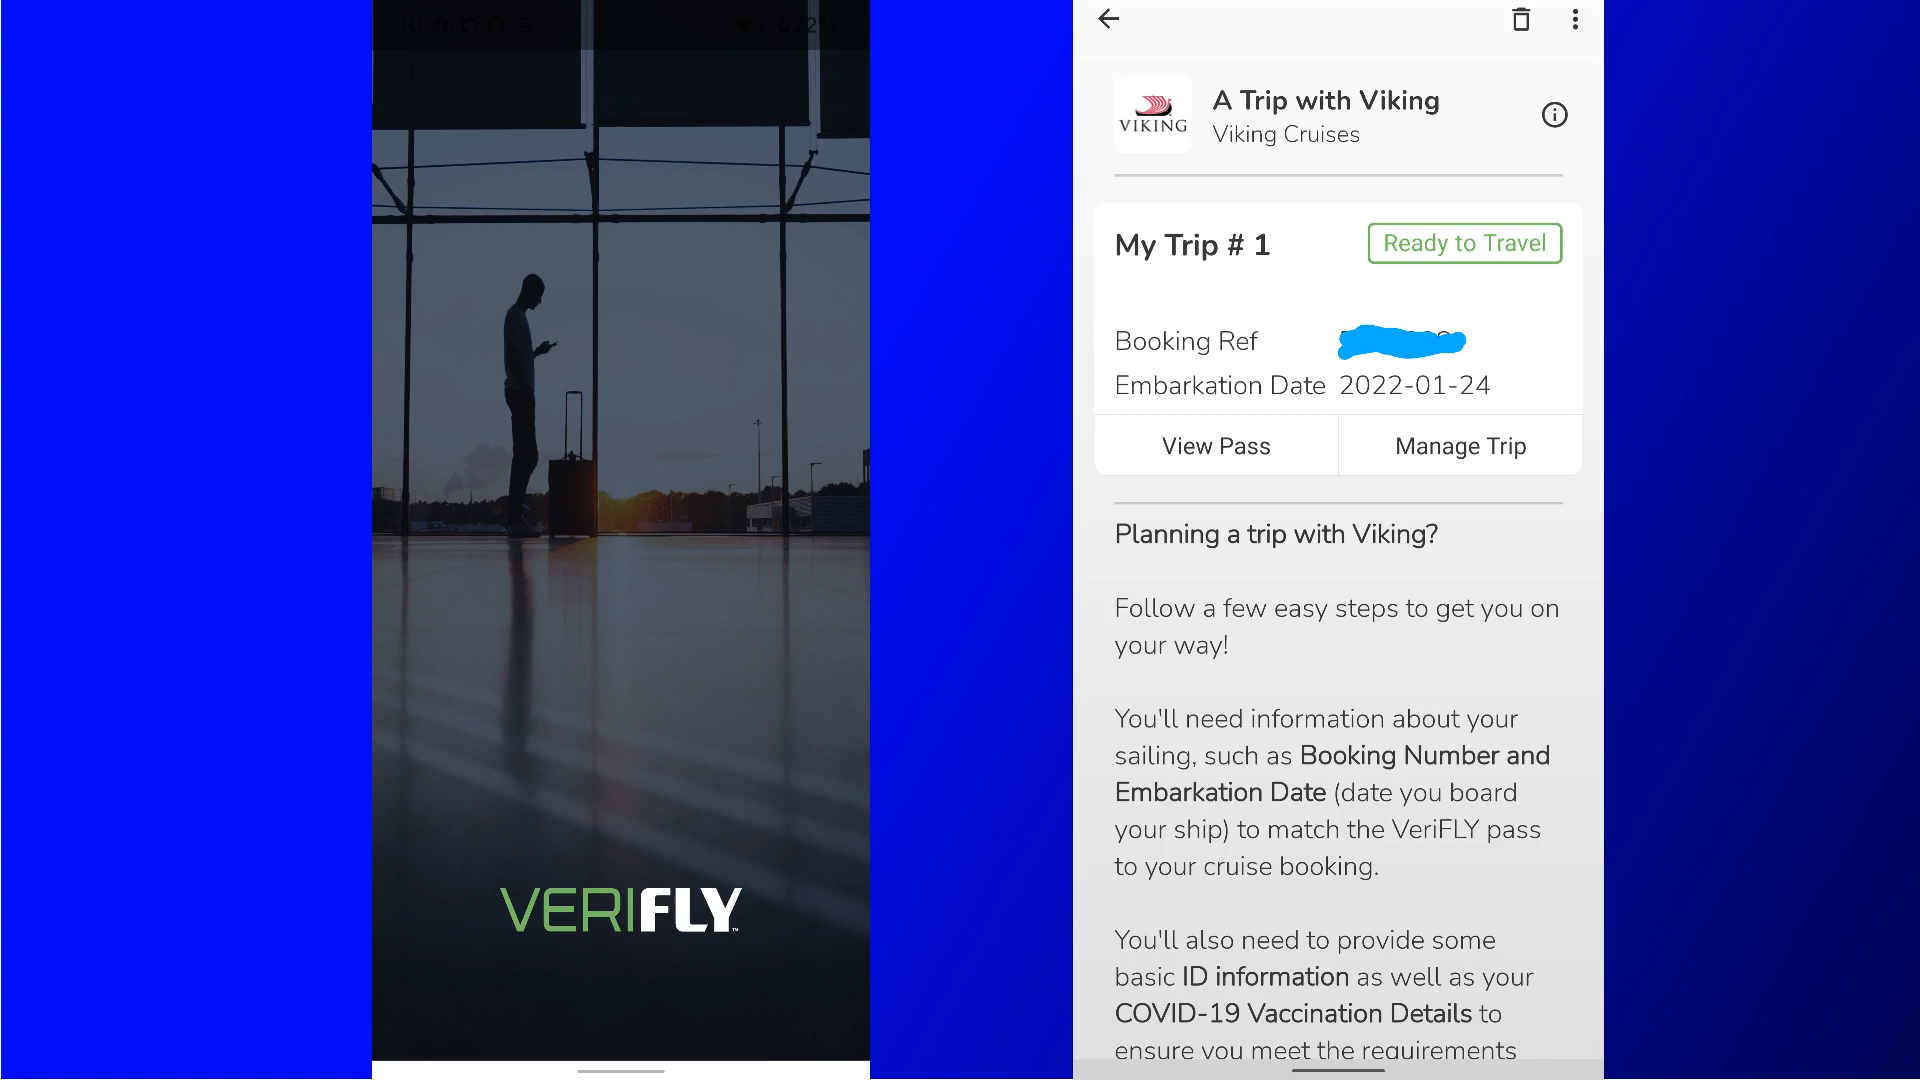 10:46
22%
VERIFLY™
VIKING
A Trip with Viking
Viking Cruises
My Trip # 1
Ready to Travel
Booking Ref
Embarkation Date 2022-01-24
View Pass
Manage Trip
Planning a trip with Viking?
Follow a few easy steps to get you on
your way!
You'll need information about your
sailing, such as Booking Number and
Embarkation Date (date you board
your ship) to match the VeriFLY pass
to your cruise booking.
You'll also need to provide some
basic ID information as well as your
COVID-19 Vaccination Details to
ensure you meet the requirements